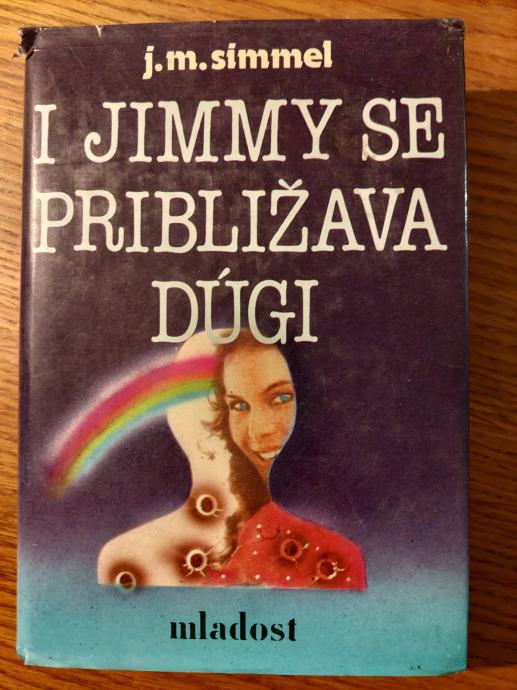 j.m.simmel
I JIMMY SE
PRIBLIŽAVA
DÚGI
mladost